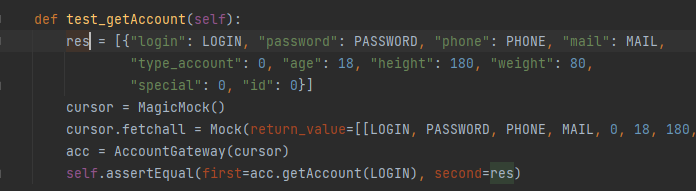 def test_getAccount(self):
res = [{"login": LOGIN, "password": PASSWORD, "phone": PHONE, "mail": MAIL,
"type_account": 0, "age": 18, "height": 180, "weight": 80,
"special": 0, "id": 0}]
cursor = MagicMock()
cursor.fetchall = Mock(return_value=[[LOGIN, PASSWORD, PHONE, MAIL, 0, 18, 180,
acc = AccountGateway(cursor)
self.assertEqual(first=acc.getAccount(LOGIN), second=res)